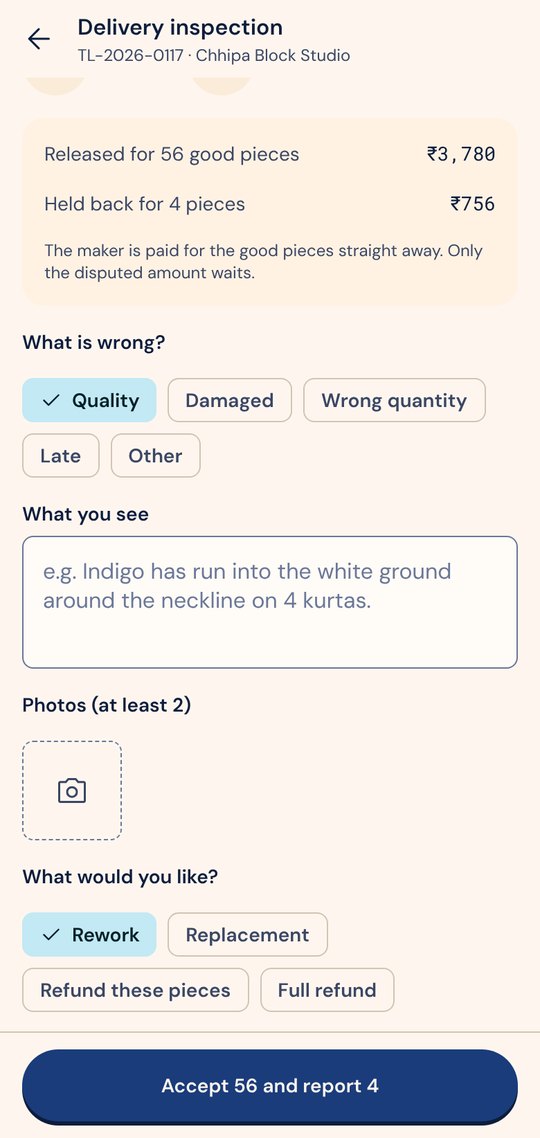 Delivery inspection
TL-2026-0117 · Chhipa Block Studio
Released for 56 good pieces ₹3,780
Held back for 4 pieces ₹756
The maker is paid for the good pieces straight away. Only
the disputed amount waits.
What is wrong?
Quality Damaged Wrong quantity
Late Other
What you see
e.g. Indigo has run into the white ground
around the neckline on 4 kurtas.
Photos (at least 2)
What would you like?
Rework Replacement
Refund these pieces Full refund
Accept 56 and report 4